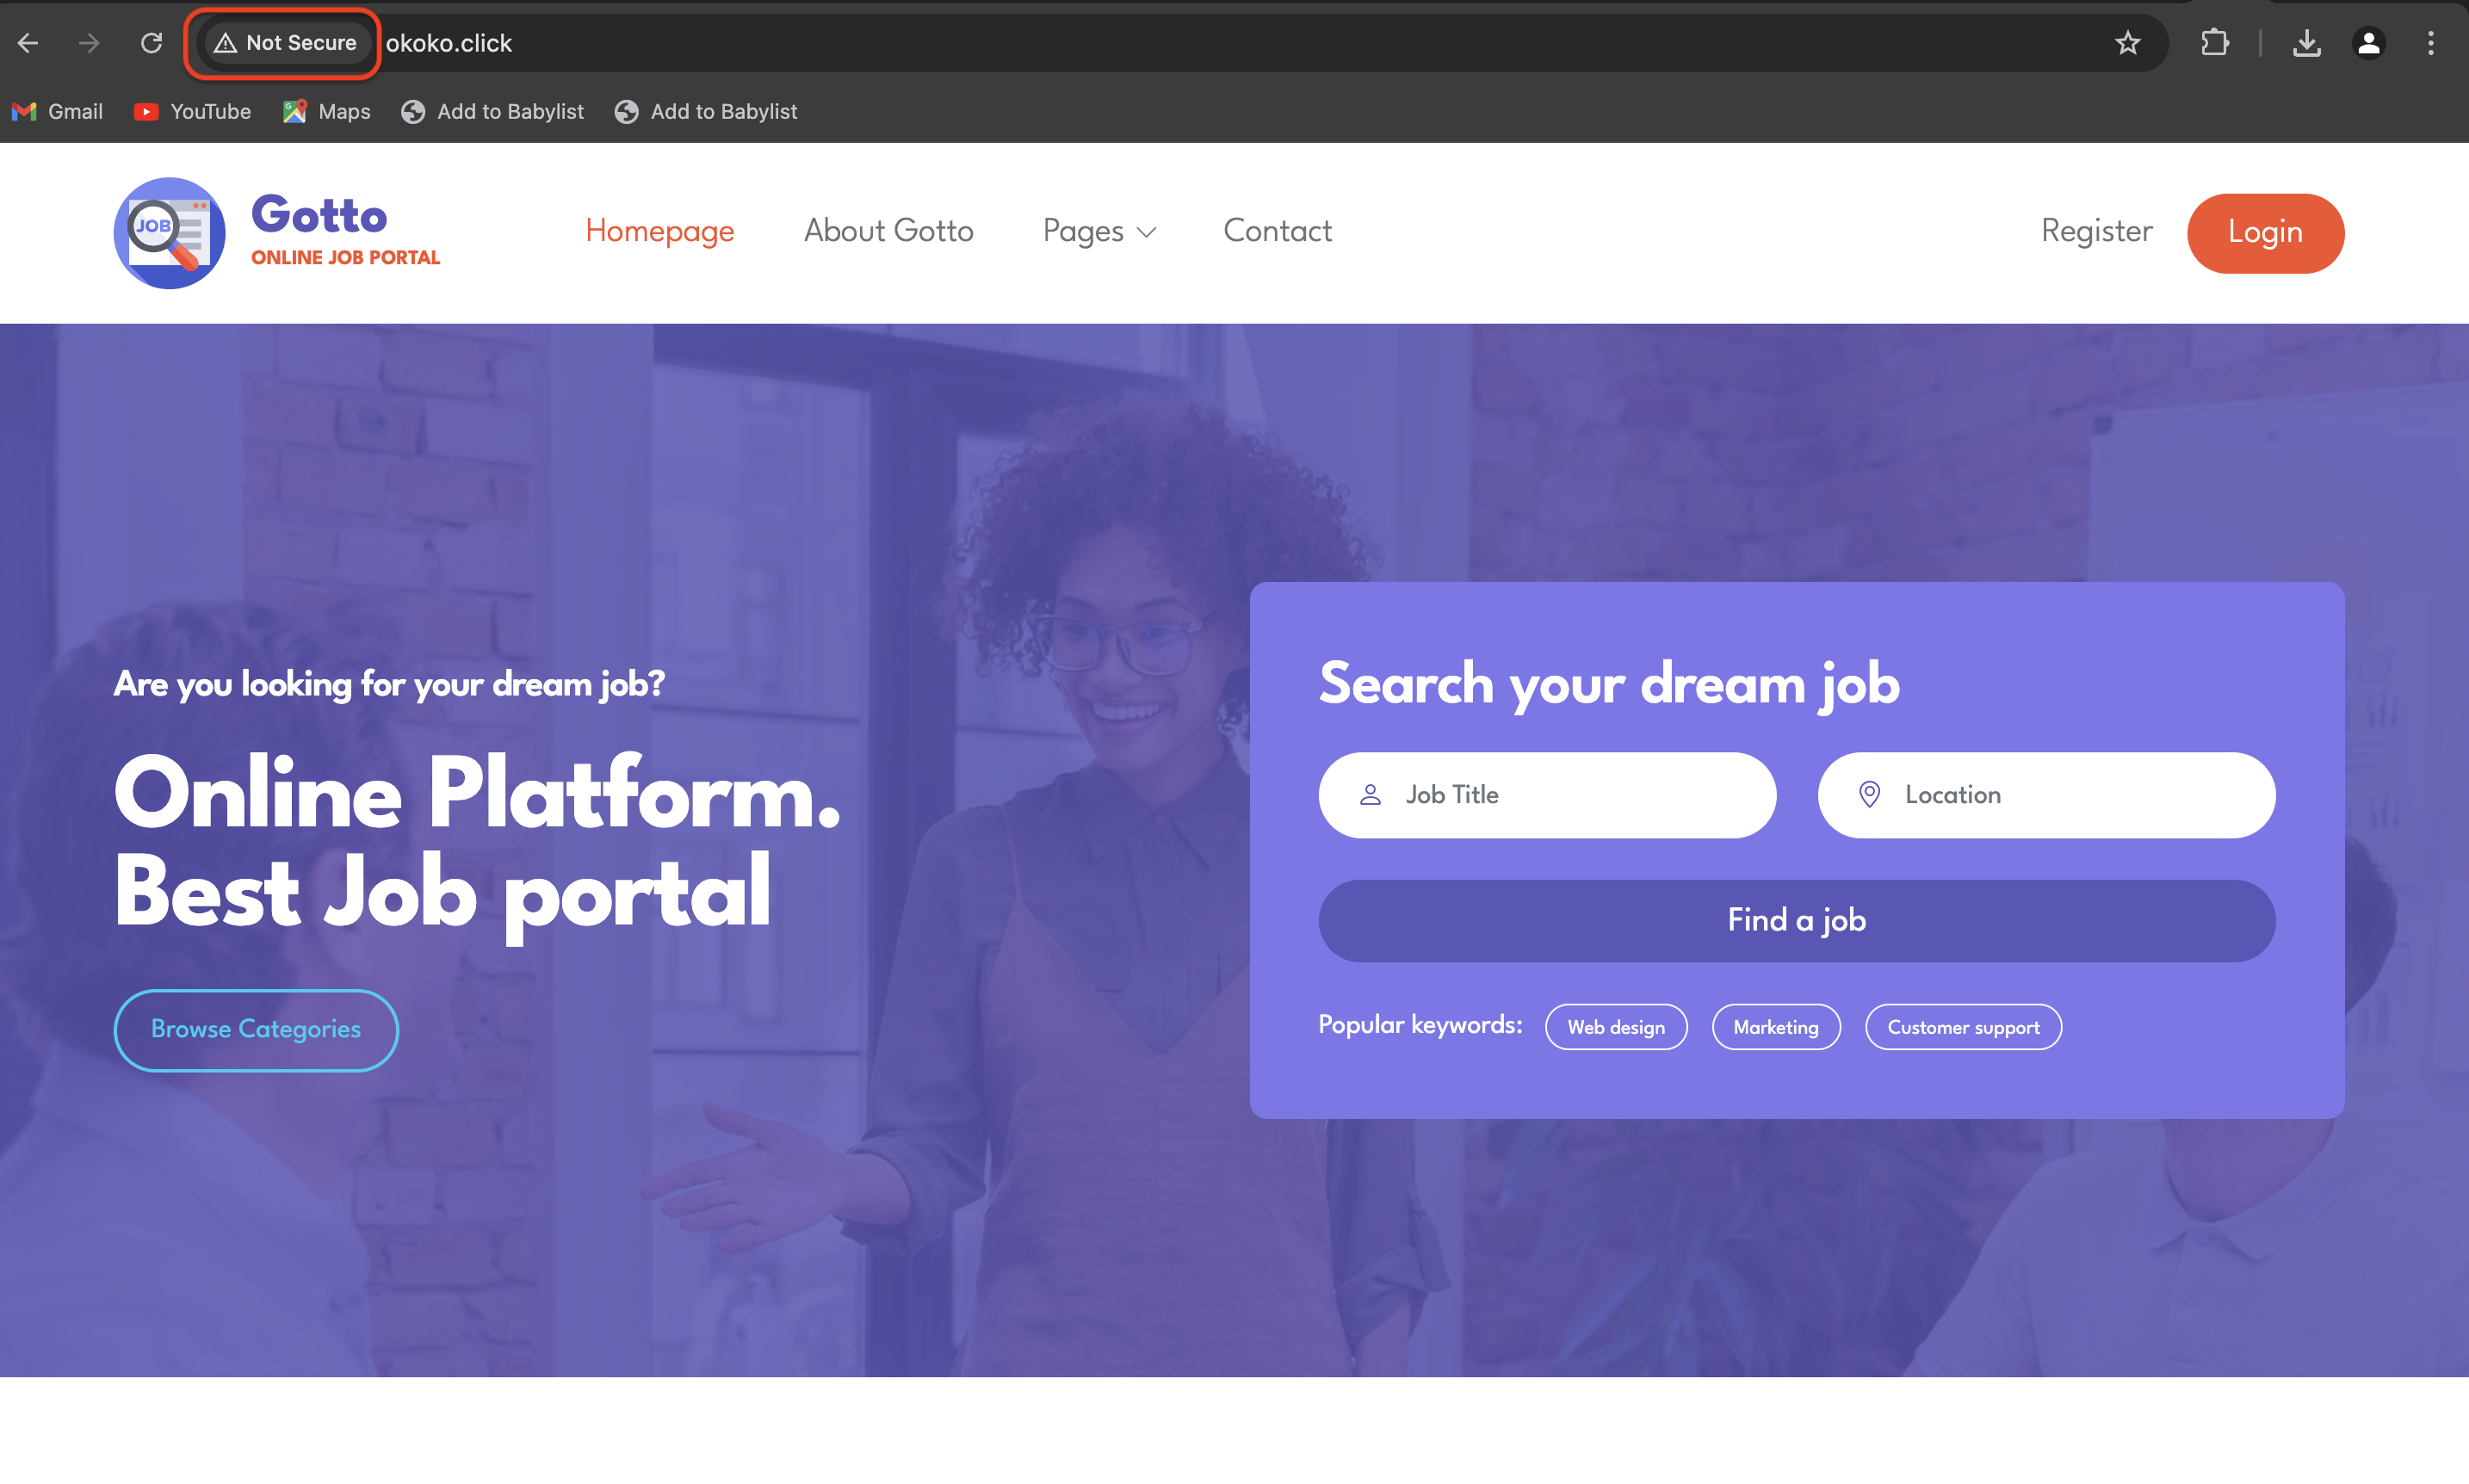 Not Secure okoko.click
Gmail YouTube Maps Add to Babylist Add to Babylist
JOB
Gotto
ONLINE JOB PORTAL
Homepage About Gotto Pages Contact Register Login
Are you looking for your dream job?
Online Platform.
Best Job portal
Browse Categories
Search your dream job
Job Title Location
Find a job
Popular keywords: Web design Marketing Customer support